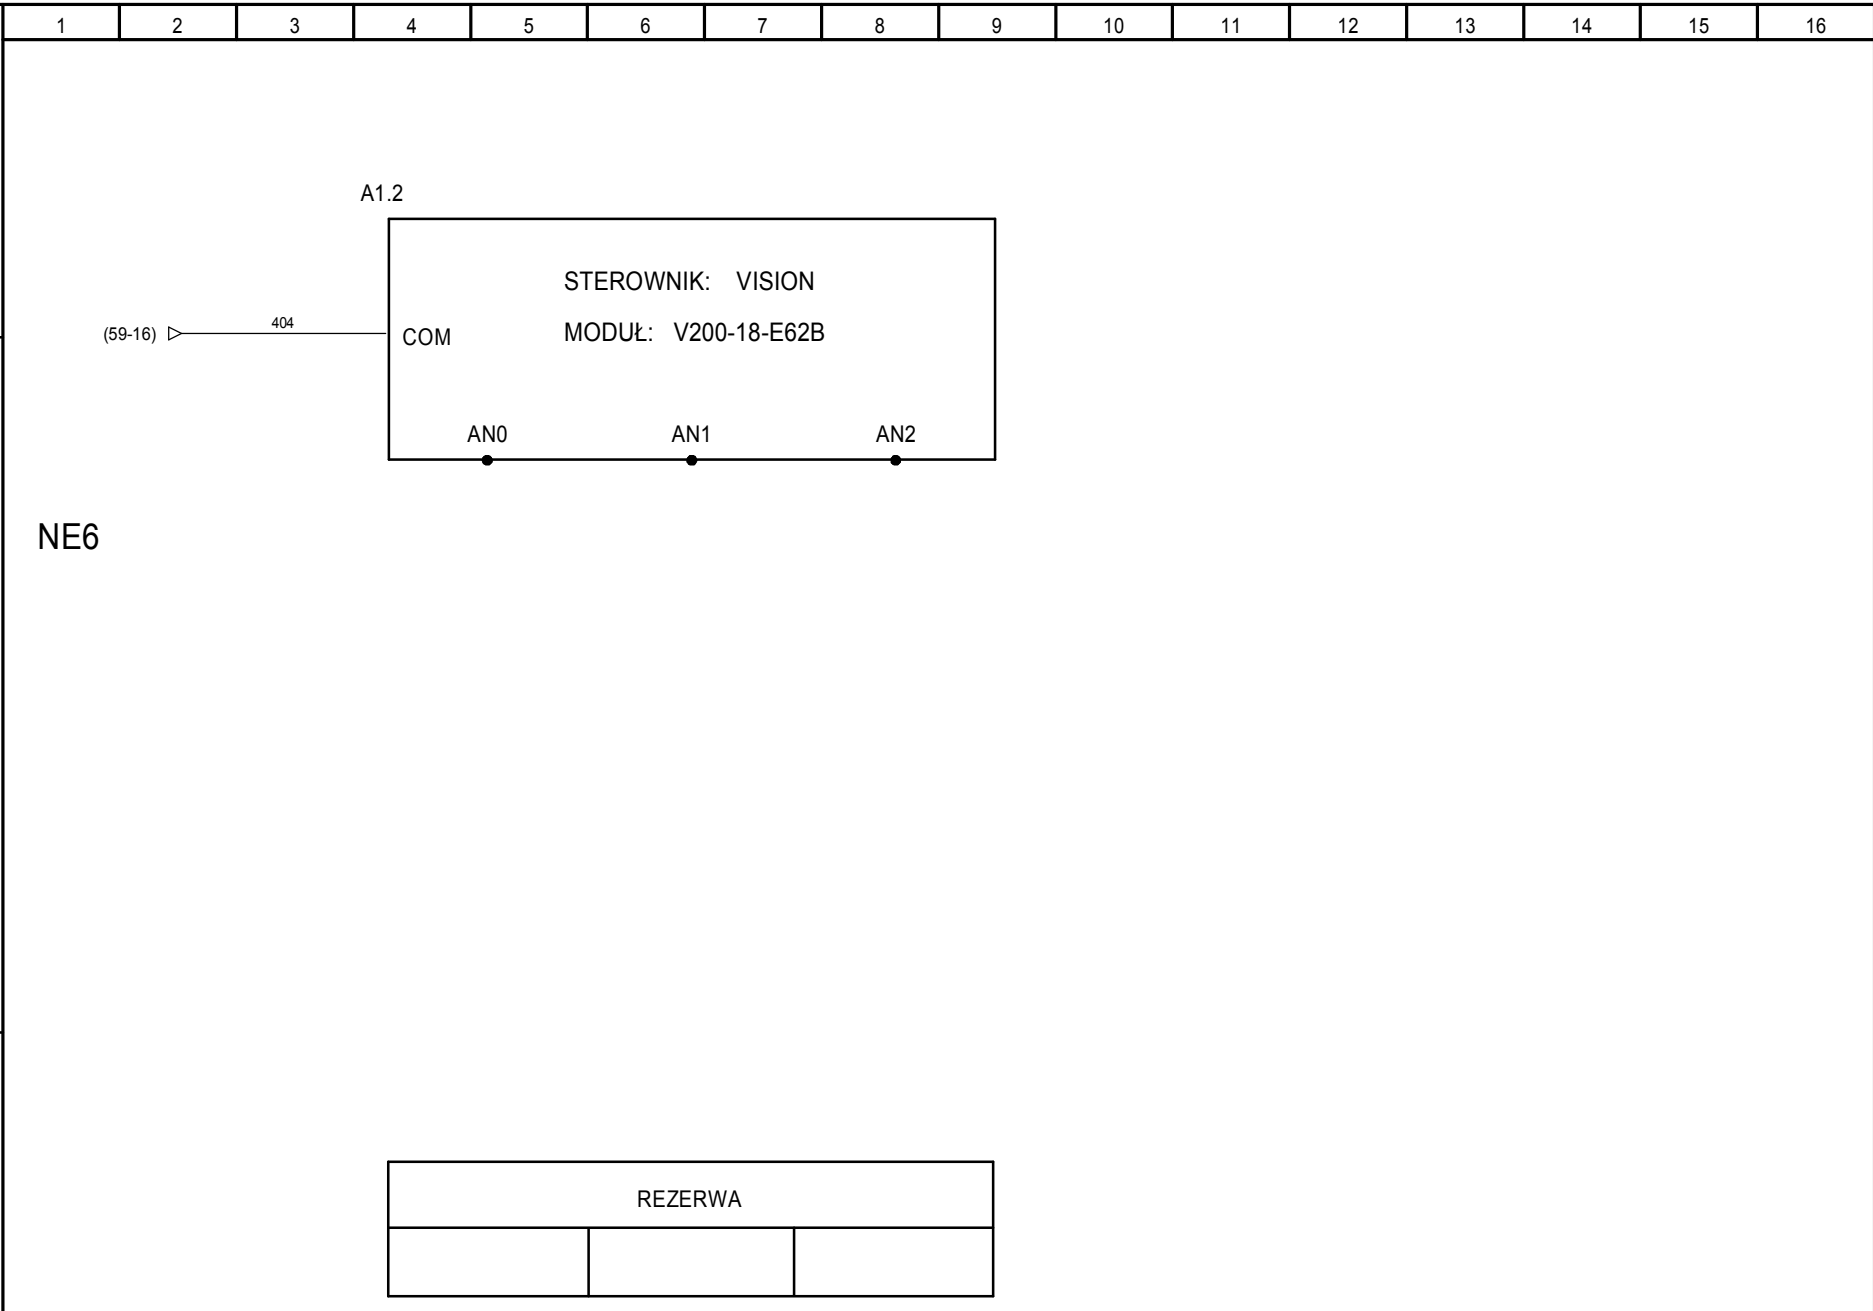 1 2 3 4 5 6 7 8 9 10 11 12 13 14 15 16
A1.2
STEROWNIK: VISION
(59-16) 404 COM MODUŁ: V200-18-E62B
AN0 AN1 AN2
NE6
REZERWA